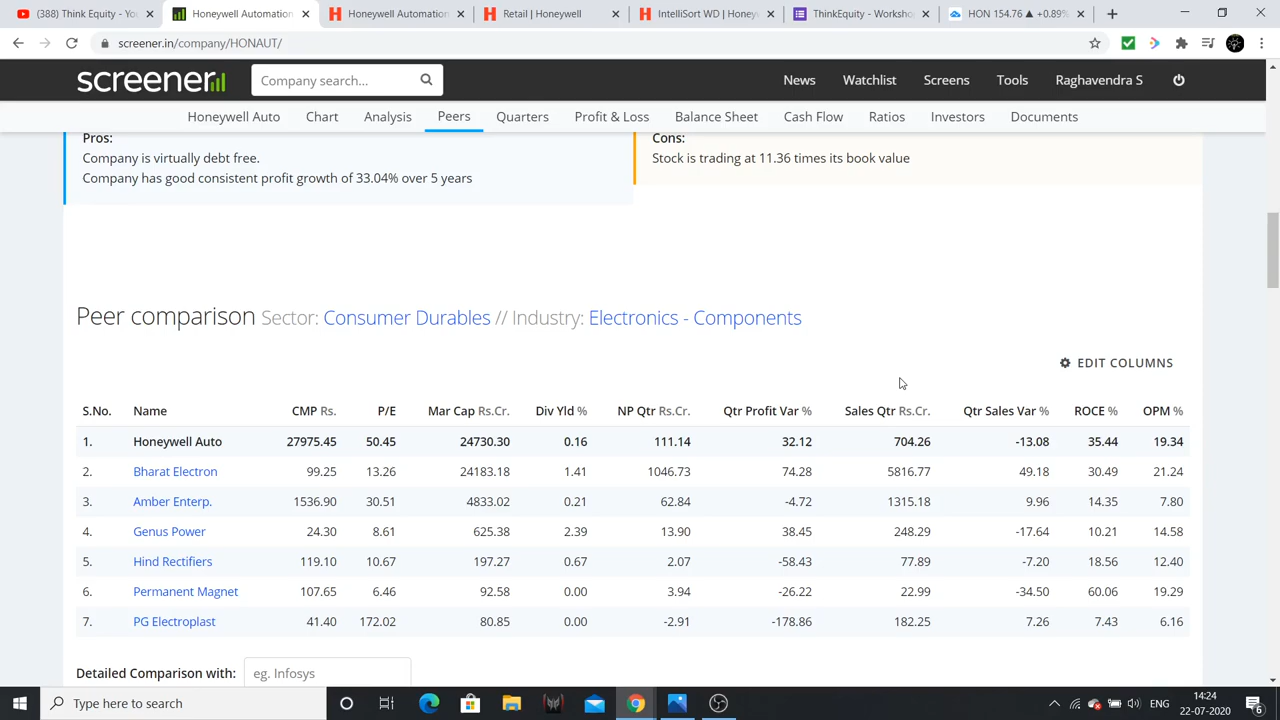 (388) Think Equity - Yo
Honeywell Automation
Honeywell Automation
Retail | Honeywell
IntelliSort WD | Honey
ThinkEquity - Worksho
HON 154.76 ▲ +0.89%
screener.in/company/HONAUT/
screener
Company search...
News Watchlist Screens Tools Raghavendra S
Honeywell Auto Chart Analysis Peers Quarters Profit & Loss Balance Sheet Cash Flow Ratios Investors Documents
Pros:
Company is virtually debt free.
Company has good consistent profit growth of 33.04% over 5 years
Cons:
Stock is trading at 11.36 times its book value
Peer comparison Sector: Consumer Durables // Industry: Electronics - Components
EDIT COLUMNS
S.No. Name CMP Rs. P/E Mar Cap Rs.Cr. Div Yld % NP Qtr Rs.Cr. Qtr Profit Var % Sales Qtr Rs.Cr. Qtr Sales Var % ROCE % OPM %
1. Honeywell Auto 27975.45 50.45 24730.30 0.16 111.14 32.12 704.26 -13.08 35.44 19.34
2. Bharat Electron 99.25 13.26 24183.18 1.41 1046.73 74.28 5816.77 49.18 30.49 21.24
3. Amber Enterp. 1536.90 30.51 4833.02 0.21 62.84 -4.72 1315.18 9.96 14.35 7.80
4. Genus Power 24.30 8.61 625.38 2.39 13.90 38.45 248.29 -17.64 10.21 14.58
5. Hind Rectifiers 119.10 10.67 197.27 0.67 2.07 -58.43 77.89 -7.20 18.56 12.40
6. Permanent Magnet 107.65 6.46 92.58 0.00 3.94 -26.22 22.99 -34.50 60.06 19.29
7. PG Electroplast 41.40 172.02 80.85 0.00 -2.91 -178.86 182.25 7.26 7.43 6.16
Detailed Comparison with: eg. Infosys
Type here to search
ENG
14:24
22-07-2020
6